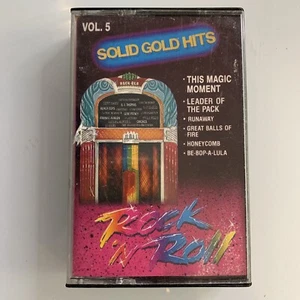 VOL. 5
SOLID GOLD HITS
• THIS MAGIC
MOMENT
• LEADER OF
THE PACK
• RUNAWAY
• GREAT BALLS OF
FIRE
• HONEYCOMB
• BE-BOP-A-LULA
ROCK
'N' ROLL